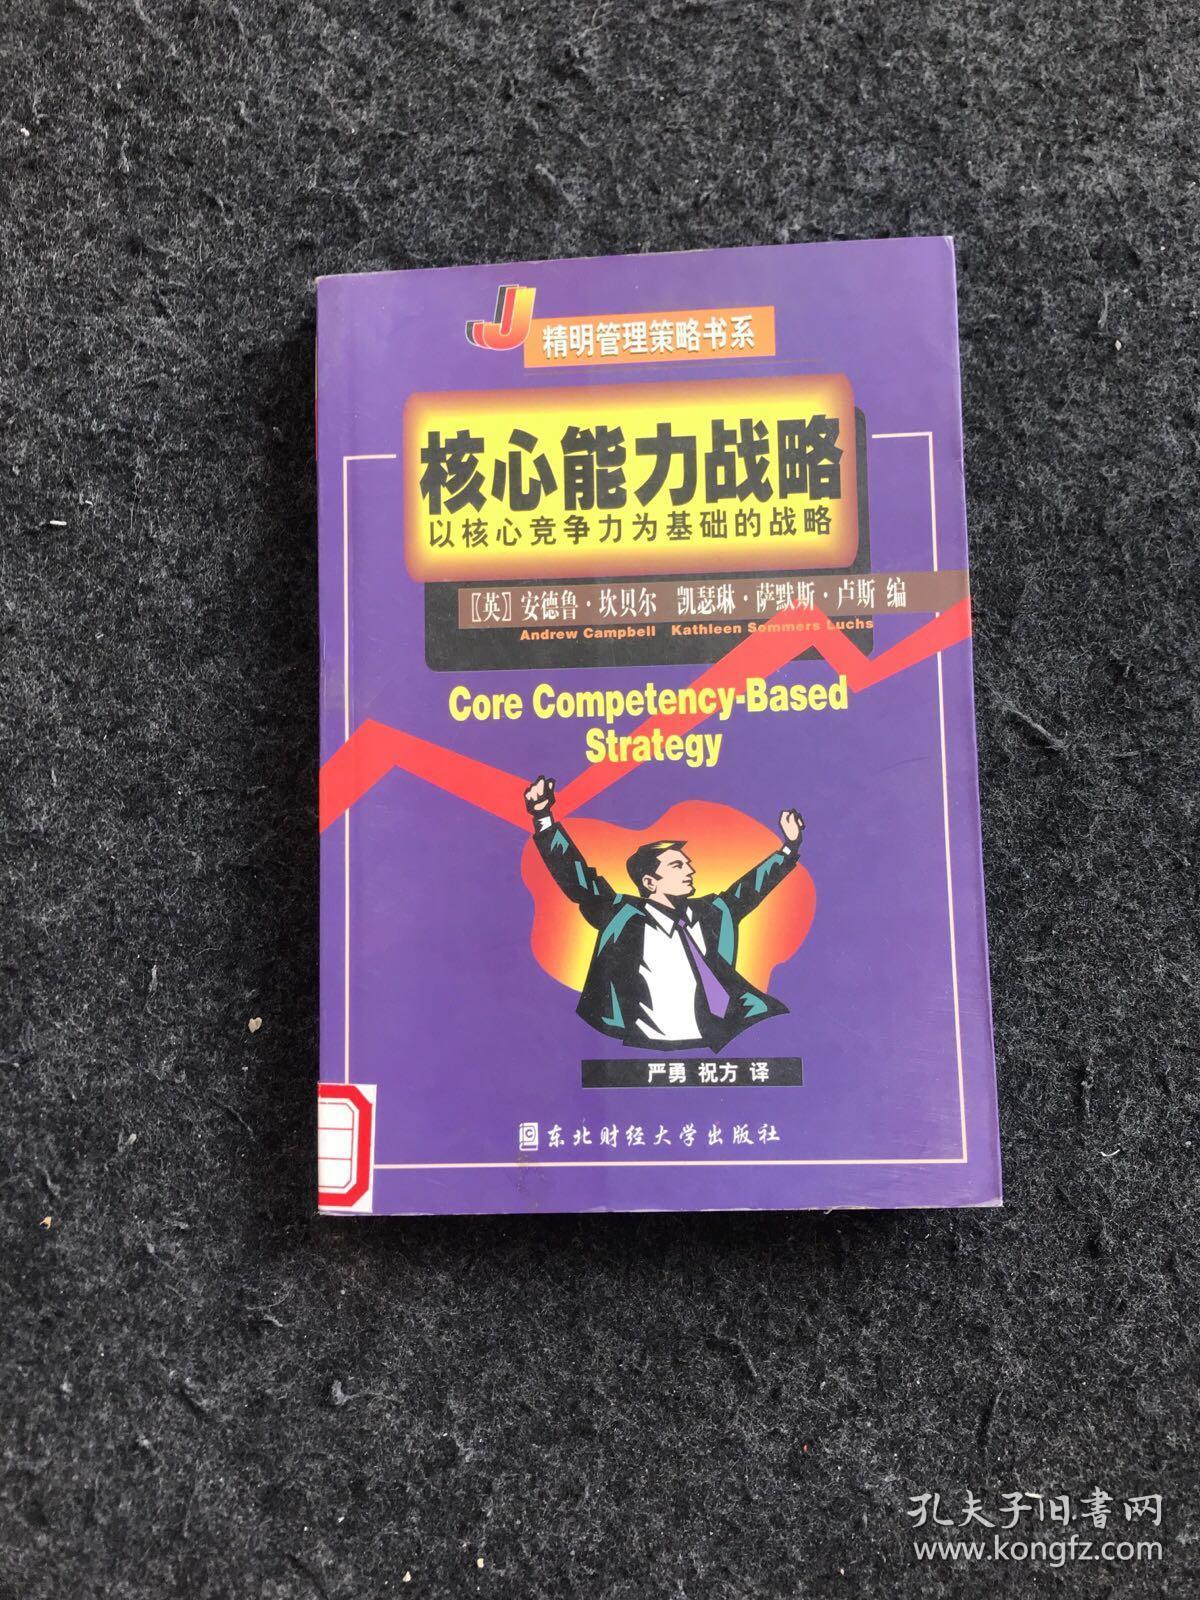 精明管理策略书系
核心能力战略
以核心竞争力为基础的战略
〖英〗安德鲁·坎贝尔 凯瑟琳·萨默斯·卢斯 编
Andrew Campbell Kathleen Sommers Luchs
Core Competency-Based
Strategy
严勇 祝方 译
东北财经大学出版社
孔夫子旧書网
www.kongfz.com